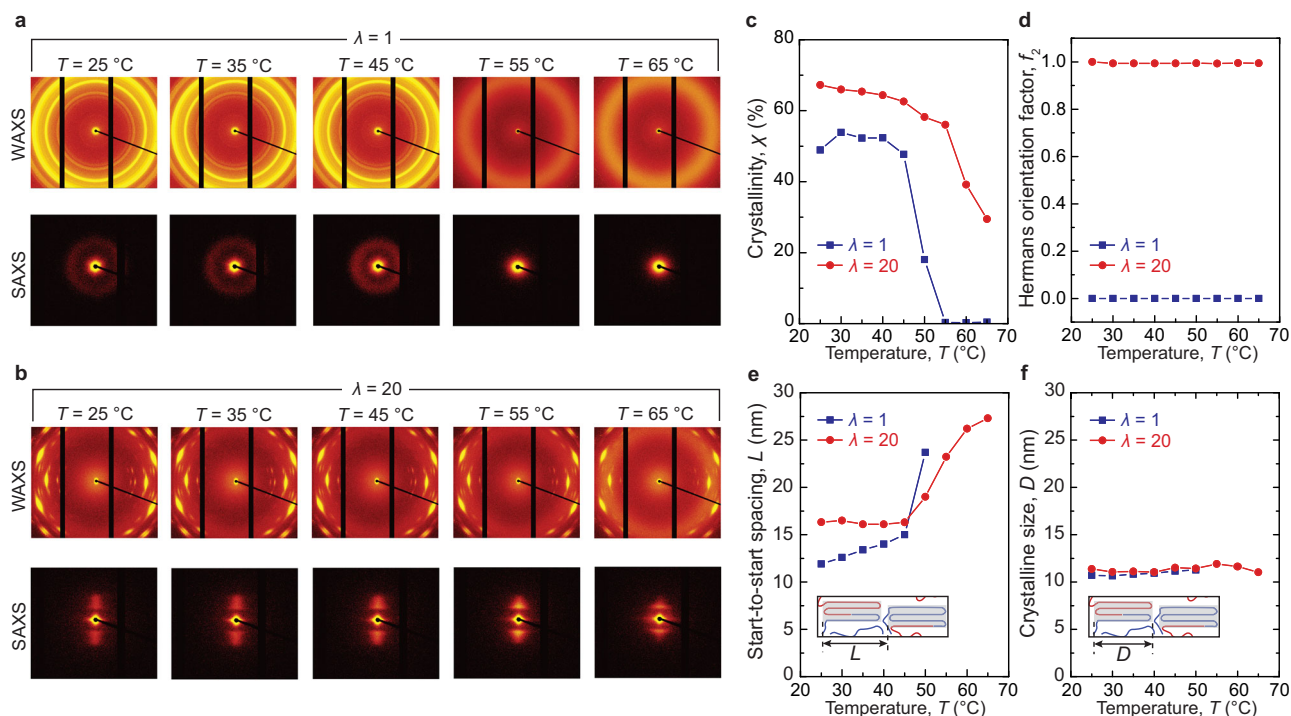 a
λ = 1
T = 25 °C T = 35 °C T = 45 °C T = 55 °C T = 65 °C
WAXS
SAXS
b
λ = 20
T = 25 °C T = 35 °C T = 45 °C T = 55 °C T = 65 °C
WAXS
SAXS
c
Crystallinity, χ (%)
80
60
40
20
0
λ = 1
λ = 20
20 30 40 50 60 70
Temperature, T (°C)
d
Hermans orientation factor, f2
1.0
0.8
0.6
0.4
0.2
0.0
λ = 1
λ = 20
20 30 40 50 60 70
Temperature, T (°C)
e
Start-to-start spacing, L (nm)
30
25
20
15
10
5
0
λ = 1
λ = 20
L
20 30 40 50 60 70
Temperature, T (°C)
f
Crystalline size, D (nm)
30
25
20
15
10
5
0
λ = 1
λ = 20
D
20 30 40 50 60 70
Temperature, T (°C)